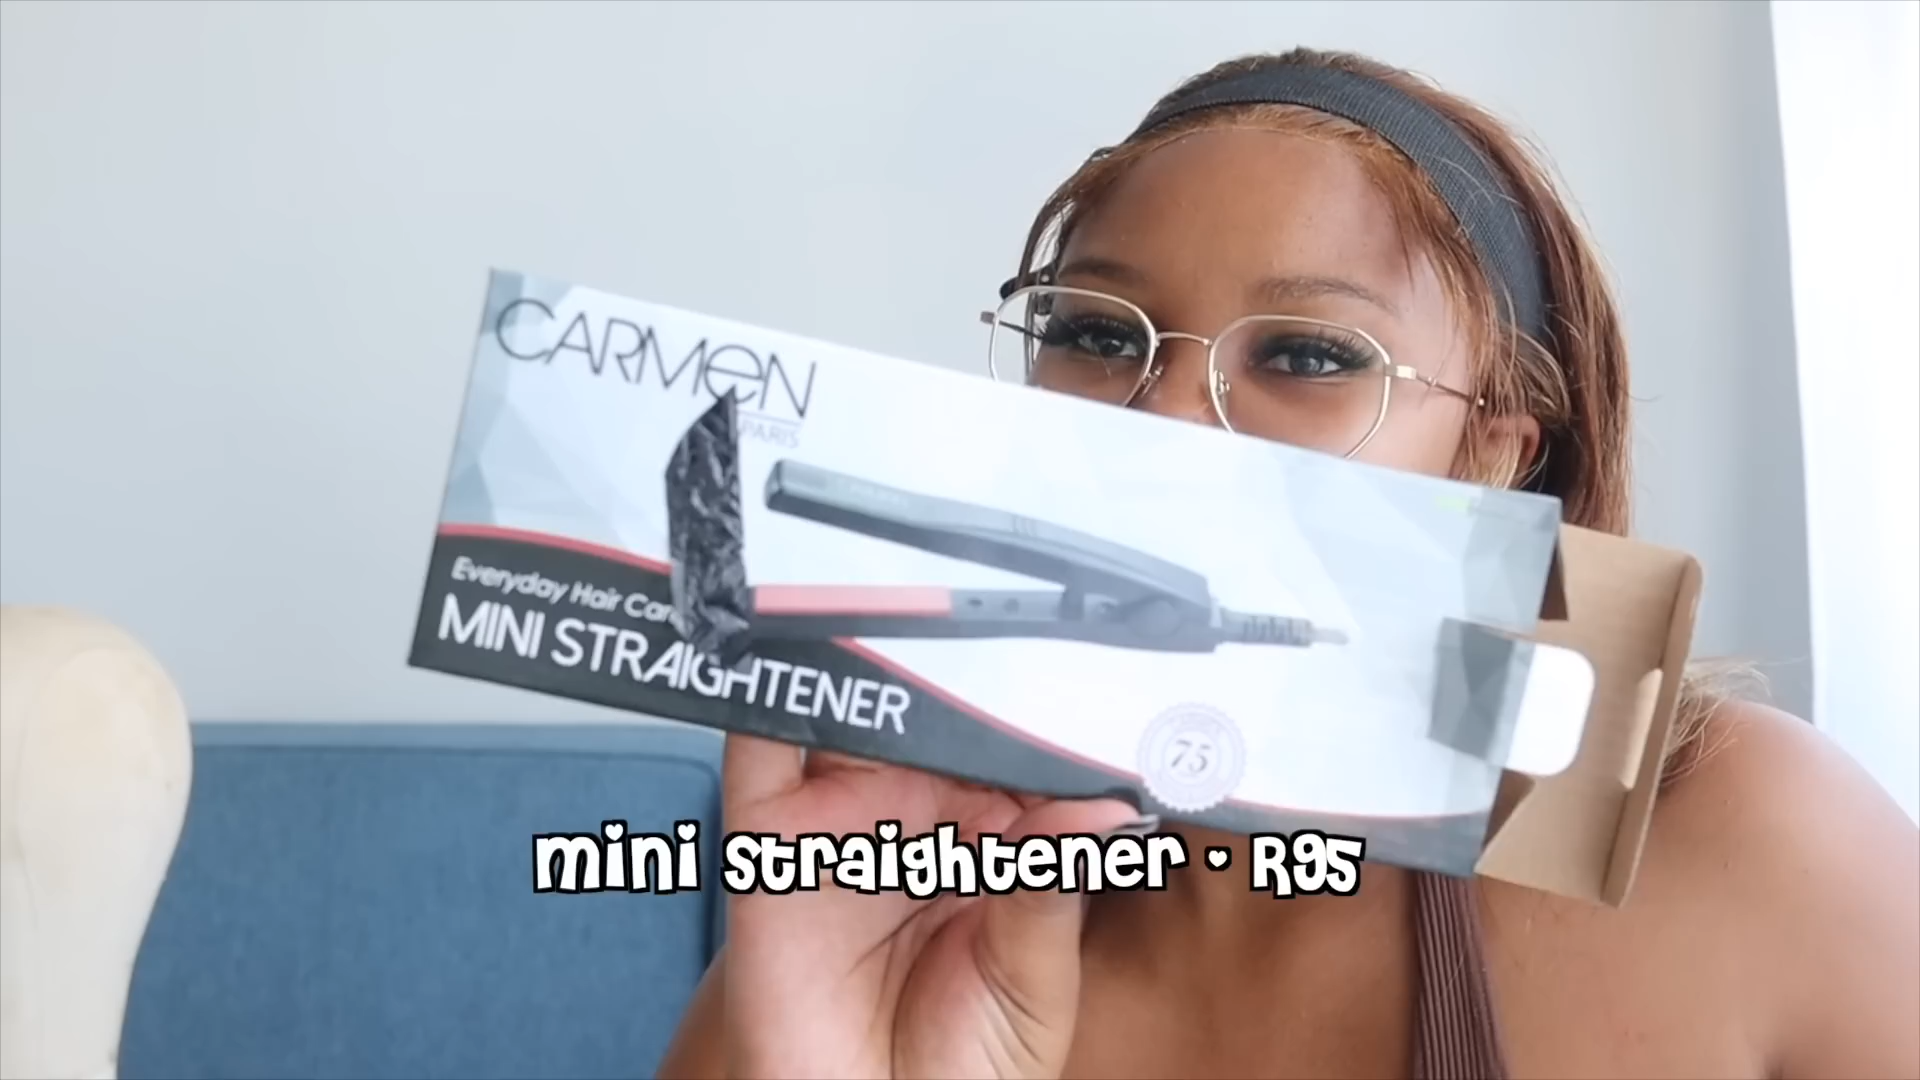 CARMEN
PARIS
Everyday Hair Care
MINI STRAIGHTENER
75
mini straightener • R95